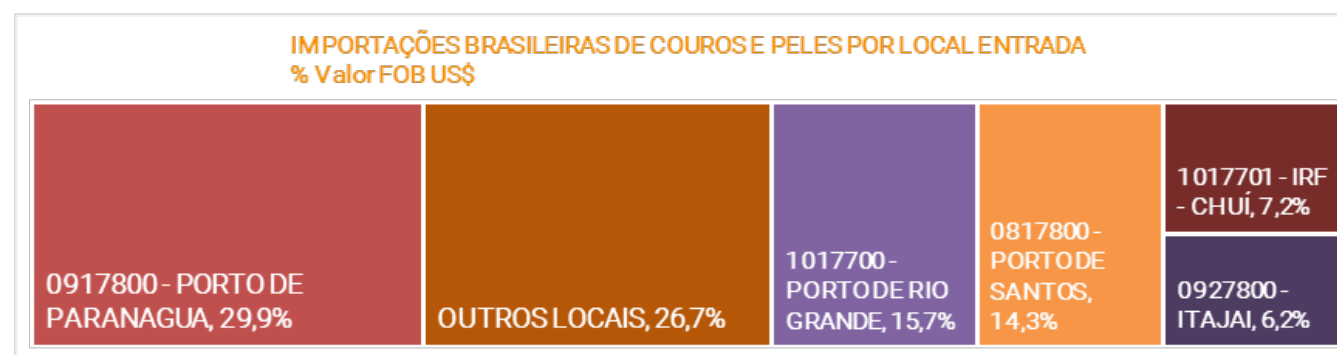 IMPORTAÇÕES BRASILEIRAS DE COUROS E PELES POR LOCAL ENTRADA
% Valor FOB US$
0917800 - PORTO DE
PARANAGUA, 29,9%
OUTROS LOCAIS, 26,7%
1017700 -
PORTO DE RIO
GRANDE, 15,7%
0817800 -
PORTO DE
SANTOS,
14,3%
1017701 - IRF
- CHUÍ, 7,2%
0927800 -
ITAJAI, 6,2%